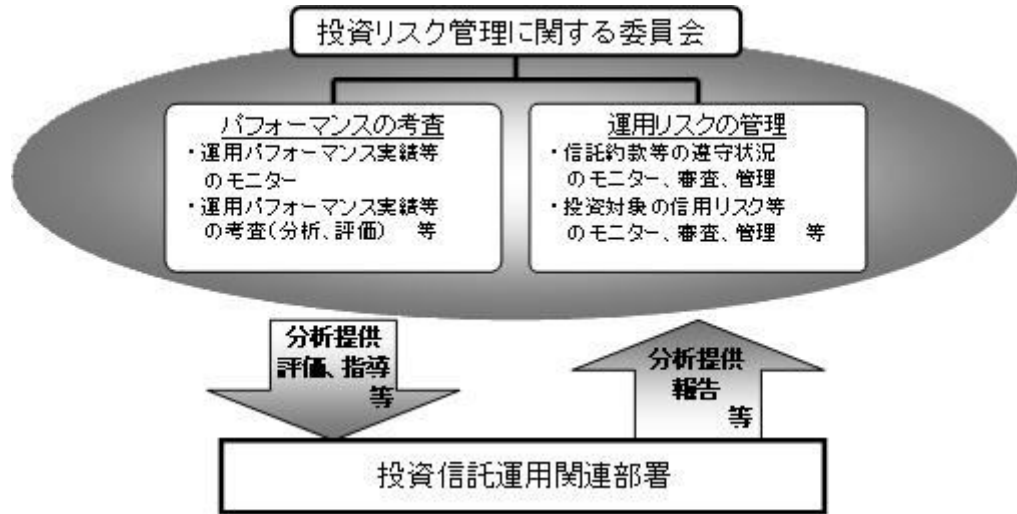 投資リスク管理に関する委員会
パフォーマンスの考査
・運用パフォーマンス実績等
のモニター
・運用パフォーマンス実績等
の考査(分析、評価) 等
運用リスクの管理
・信託約款等の遵守状況
のモニター、審査、管理
・投資対象の信用リスク等
のモニター、審査、管理 等
分析提供
評価、指導
等
分析提供
報告
等
投資信託運用関連部署